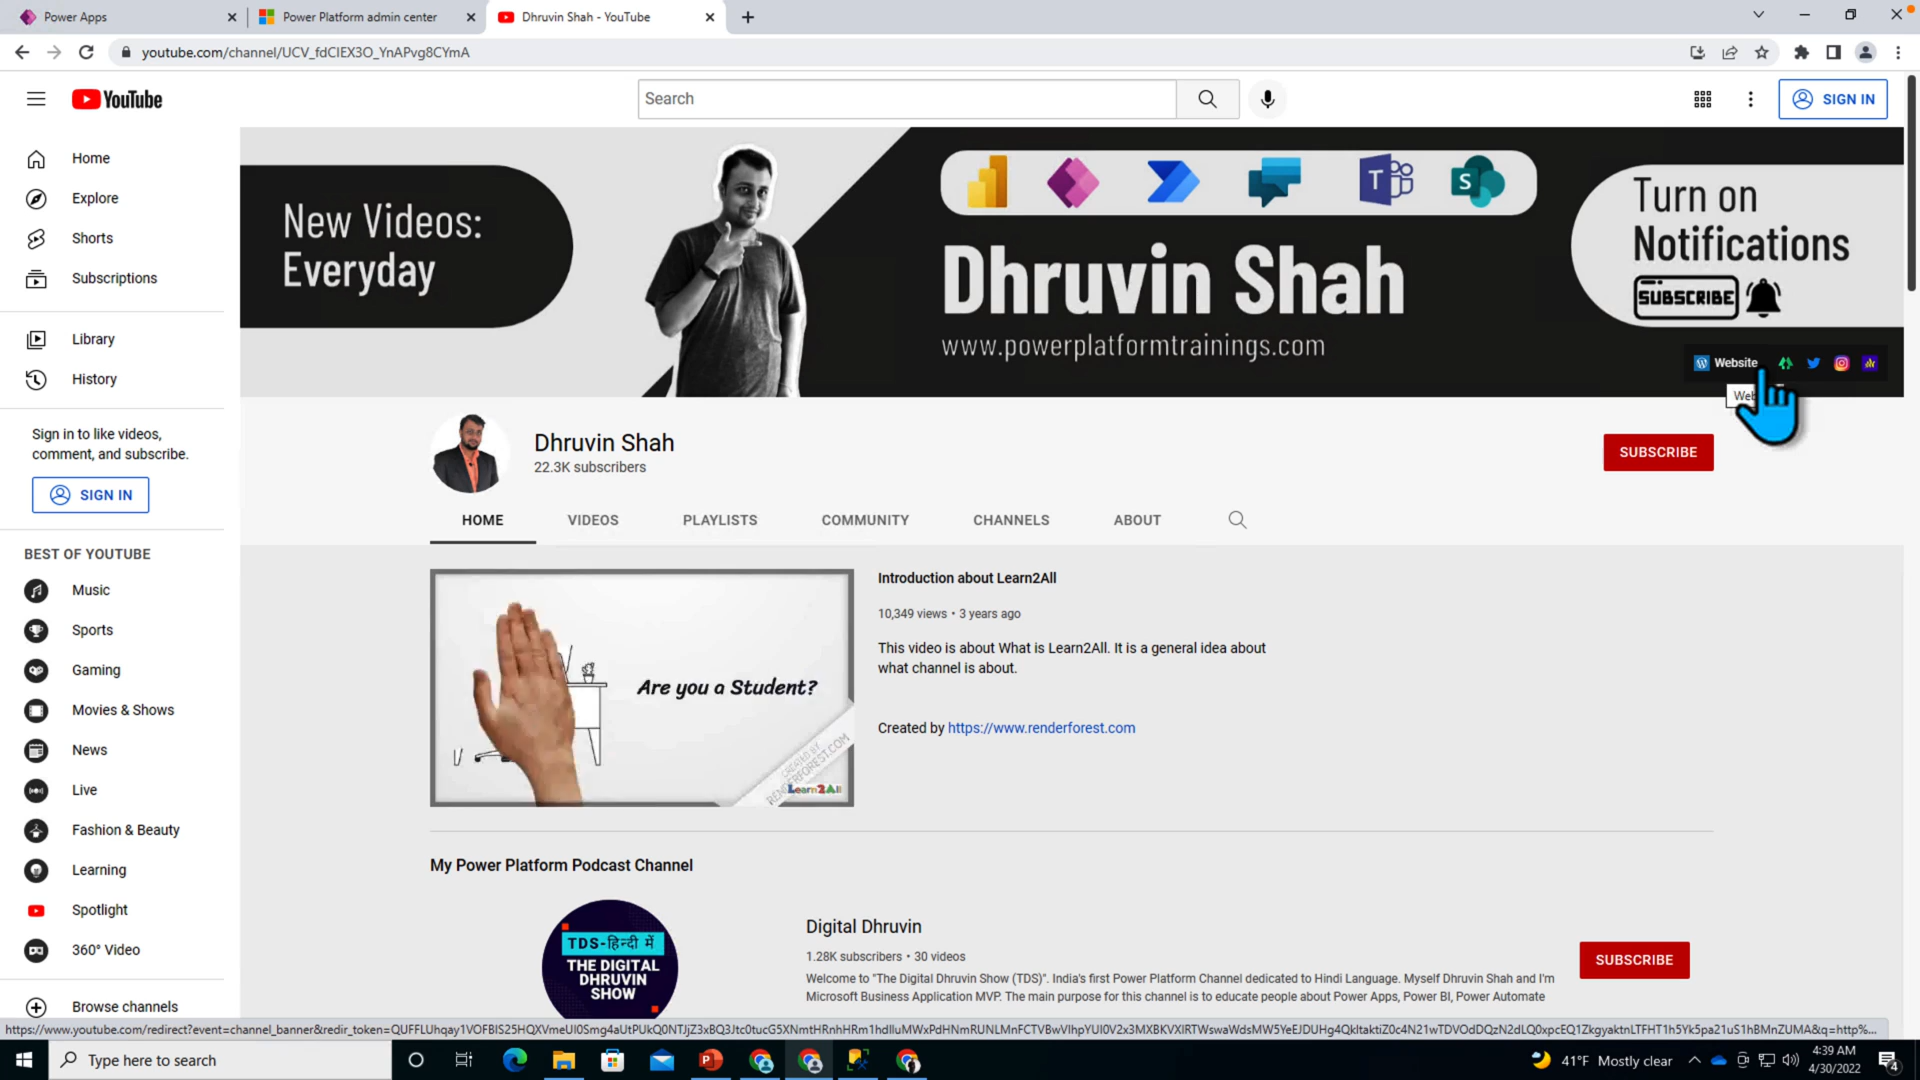 Power Apps
Power Platform admin center
Dhruvin Shah - YouTube
youtube.com/channel/UCV_fdCIEX3O_YnAPvg8CYmA
YouTube
Search
SIGN IN
Home
Explore
Shorts
Subscriptions
Library
History
Sign in to like videos,
comment, and subscribe.
SIGN IN
BEST OF YOUTUBE
Music
Sports
Gaming
Movies & Shows
News
Live
Fashion & Beauty
Learning
Spotlight
360° Video
Browse channels
New Videos:
Everyday
T
S
Dhruvin Shah
www.powerplatformtrainings.com
Turn on
Notifications
SUBSCRIBE
Website
Dhruvin Shah
22.3K subscribers
SUBSCRIBE
HOME
VIDEOS
PLAYLISTS
COMMUNITY
CHANNELS
ABOUT
Are you a Student?
CREATED BY
RENDERFOREST.COM
Learn2All
Introduction about Learn2All
10,349 views • 3 years ago
This video is about What is Learn2All. It is a general idea about
what channel is about.
Created by https://www.renderforest.com
My Power Platform Podcast Channel
TDS-हिन्दी में
THE DIGITAL
DHRUVIN
SHOW
Digital Dhruvin
1.28K subscribers • 30 videos
Welcome to "The Digital Dhruvin Show (TDS)". India's first Power Platform Channel dedicated to Hindi Language. Myself Dhruvin Shah and I'm
Microsoft Business Application MVP. The main purpose for this channel is to educate people about Power Apps, Power BI, Power Automate
SUBSCRIBE
Type here to search
41°F Mostly clear
4:39 AM
4/30/2022
4